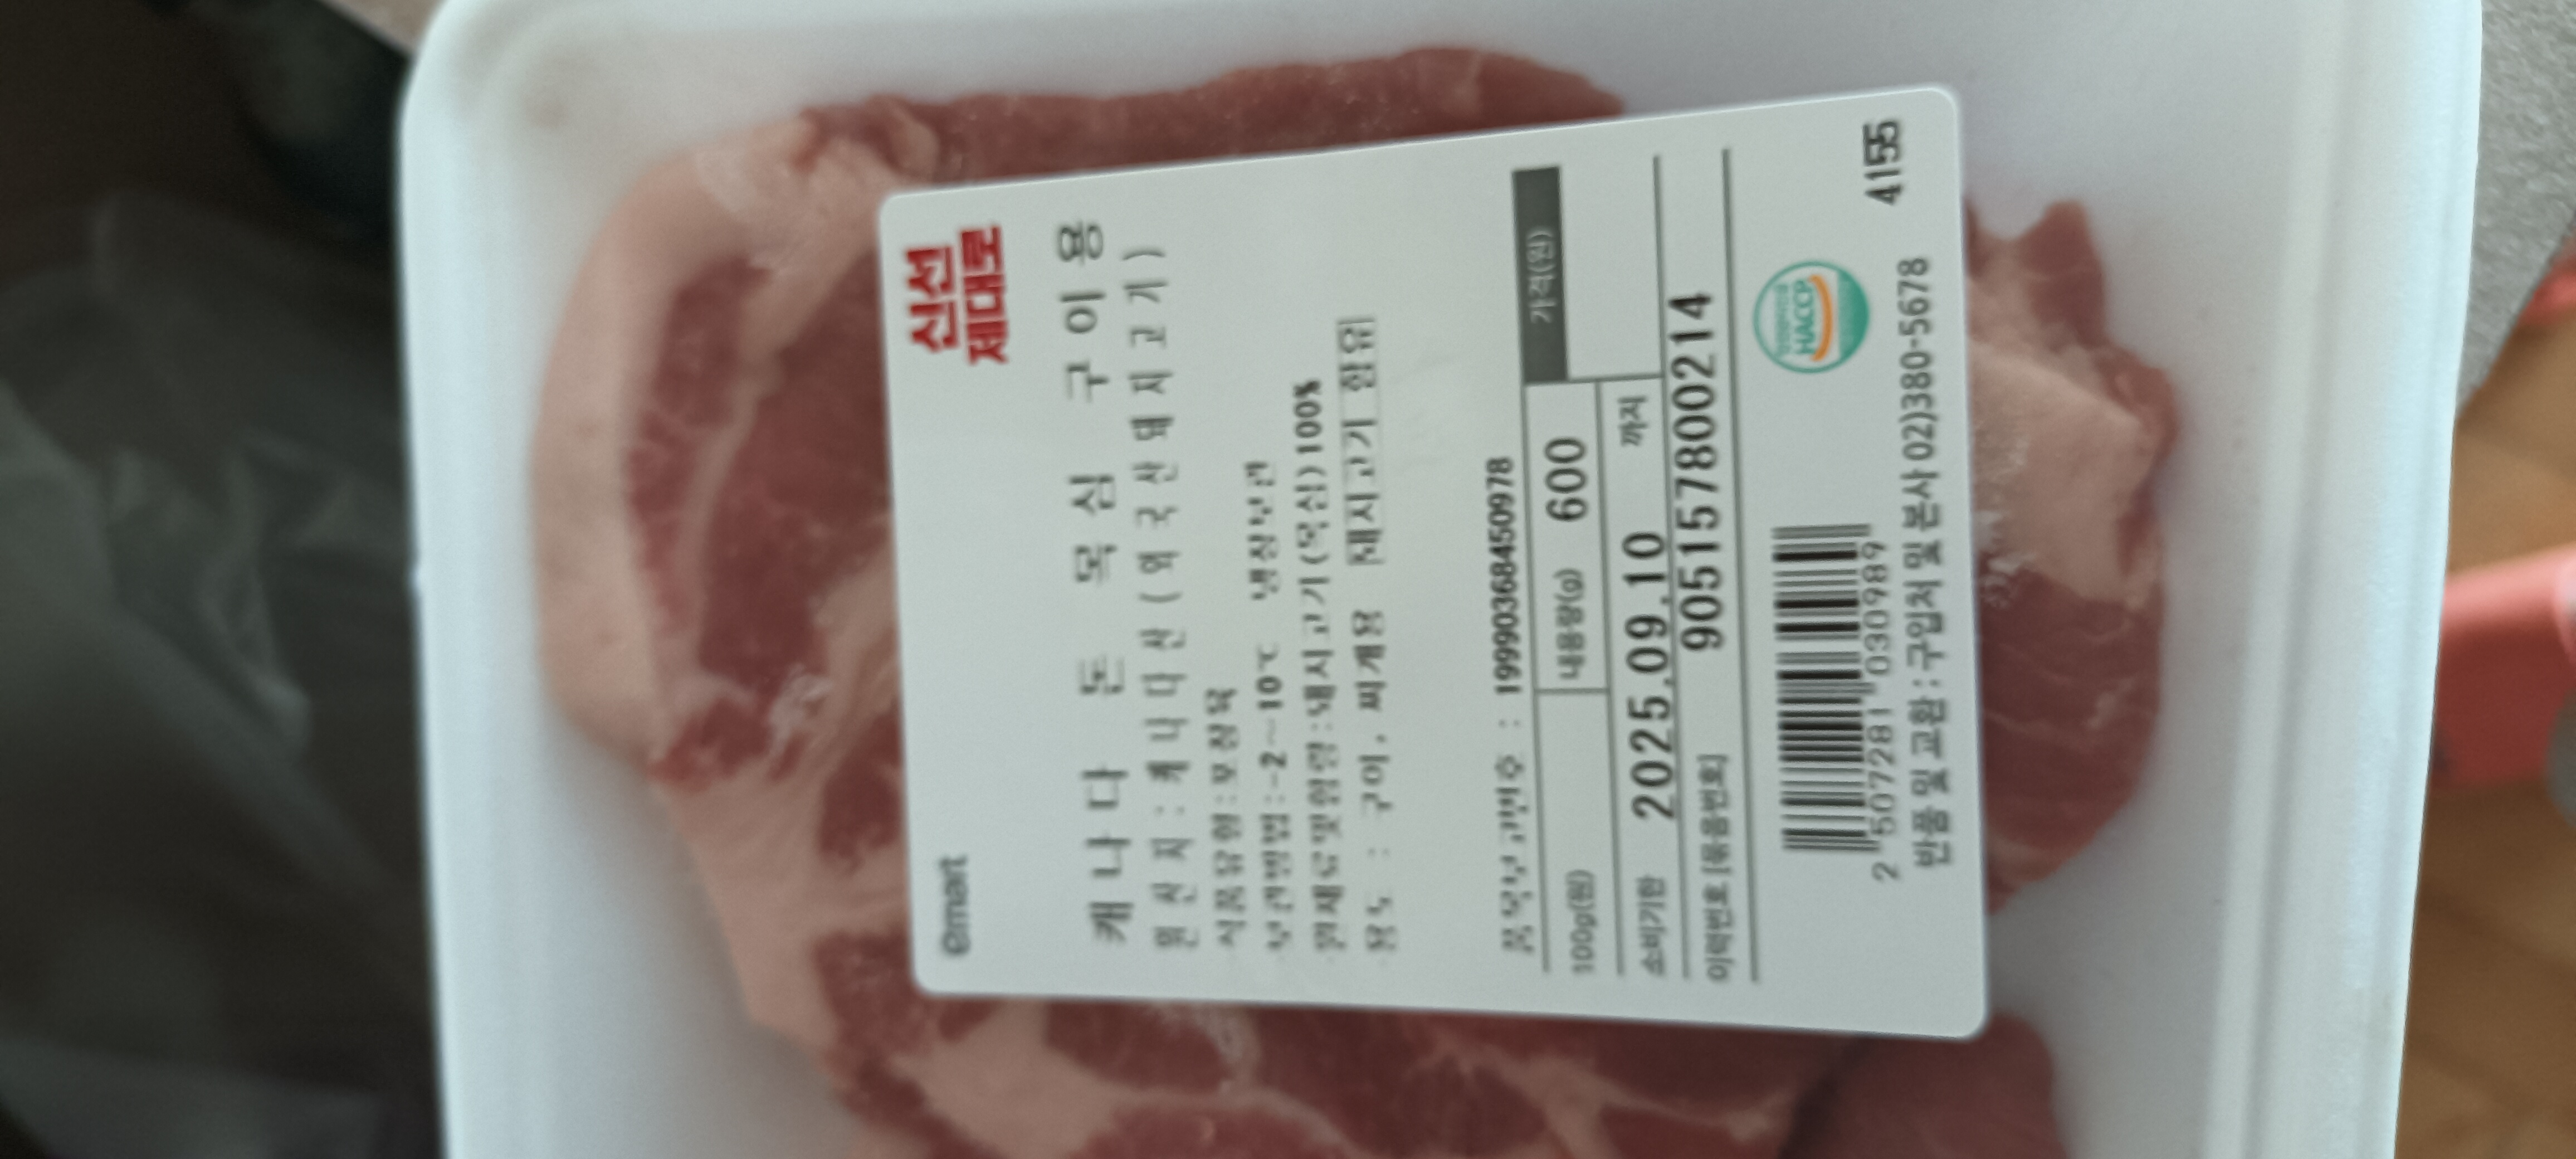 emart
신선
제대로
캐나다 돈 목심 구이용
원산지:캐나다산(외국산돼지고기)
식품유형:포장육
보관방법:-2~10℃ 냉장보관
원재료및함량:돼지고기(목심)100%
용도 : 구이, 찌개용 돼지고기 함유
품목보고번호 : 19990368450978
100g(원) 내용량(g) 600 가격(원)
소비기한 2025.09.10 까지
이력번호[묶음번호] 905157800214
HACCP
2 507281 030989
반품 및 교환 : 구입처 및 본사 02)380-5678 4155